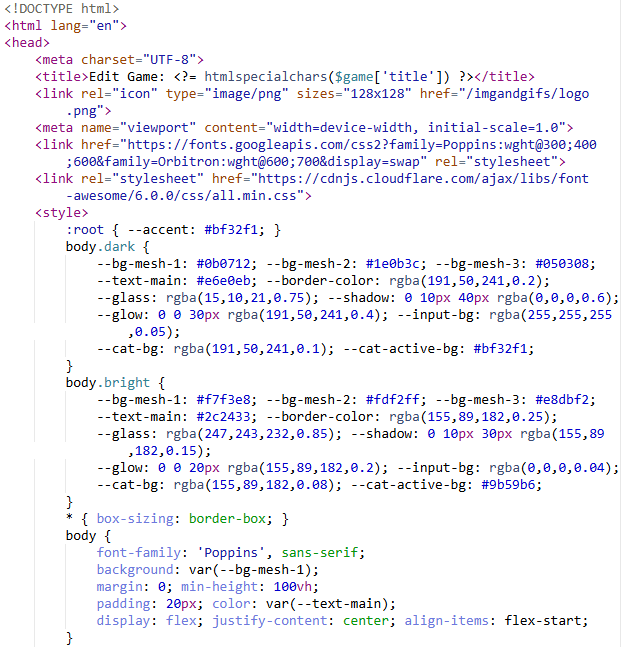 <!DOCTYPE html>
<html lang="en">
<head>
    <meta charset="UTF-8">
    <title>Edit Game: <?= htmlspecialchars($game['title']) ?></title>
    <link rel="icon" type="image/png" sizes="128x128" href="/imgandgifs/logo
        .png">
    <meta name="viewport" content="width=device-width, initial-scale=1.0">
    <link href="https://fonts.googleapis.com/css2?family=Poppins:wght@300;400
        ;600&family=Orbitron:wght@600;700&display=swap" rel="stylesheet">
    <link rel="stylesheet" href="https://cdnjs.cloudflare.com/ajax/libs/font
        -awesome/6.0.0/css/all.min.css">
    <style>
        :root { --accent: #bf32f1; }
        body.dark {
            --bg-mesh-1: #0b0712; --bg-mesh-2: #1e0b3c; --bg-mesh-3: #050308;
            --text-main: #e6e0eb; --border-color: rgba(191,50,241,0.2);
            --glass: rgba(15,10,21,0.75); --shadow: 0 10px 40px rgba(0,0,0,0.6);
            --glow: 0 0 30px rgba(191,50,241,0.4); --input-bg: rgba(255,255,255
                ,0.05);
            --cat-bg: rgba(191,50,241,0.1); --cat-active-bg: #bf32f1;
        }
        body.bright {
            --bg-mesh-1: #f7f3e8; --bg-mesh-2: #fdf2ff; --bg-mesh-3: #e8dbf2;
            --text-main: #2c2433; --border-color: rgba(155,89,182,0.25);
            --glass: rgba(247,243,232,0.85); --shadow: 0 10px 30px rgba(155,89
                ,182,0.15);
            --glow: 0 0 20px rgba(155,89,182,0.2); --input-bg: rgba(0,0,0,0.04);
            --cat-bg: rgba(155,89,182,0.08); --cat-active-bg: #9b59b6;
        }
        * { box-sizing: border-box; }
        body {
            font-family: 'Poppins', sans-serif;
            background: var(--bg-mesh-1);
            margin: 0; min-height: 100vh;
            padding: 20px; color: var(--text-main);
            display: flex; justify-content: center; align-items: flex-start;
        }